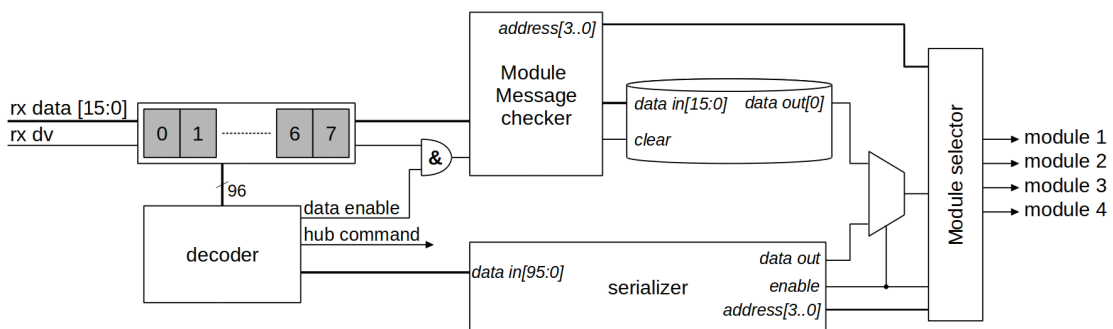 address[3..0]
Module
Message
checker
rx data [15:0]
rx dv
0 1 6 7
data in[15:0] data out[0]
clear
&
96
data enable
hub command
decoder
data in[95:0]
serializer
data out
enable
address[3..0]
Module selector
module 1
module 2
module 3
module 4